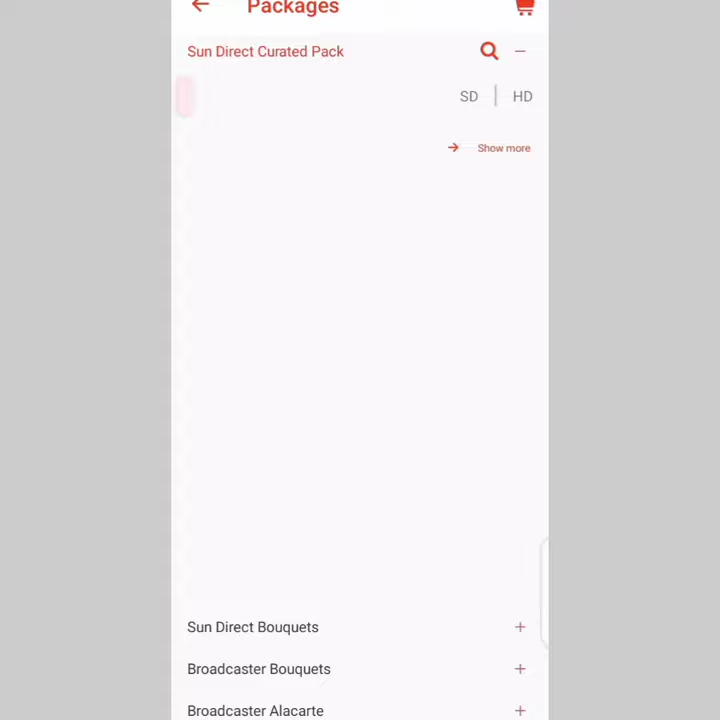 Packages
Sun Direct Curated Pack
SD | HD
Show more
Sun Direct Bouquets
Broadcaster Bouquets
Broadcaster Alacarte